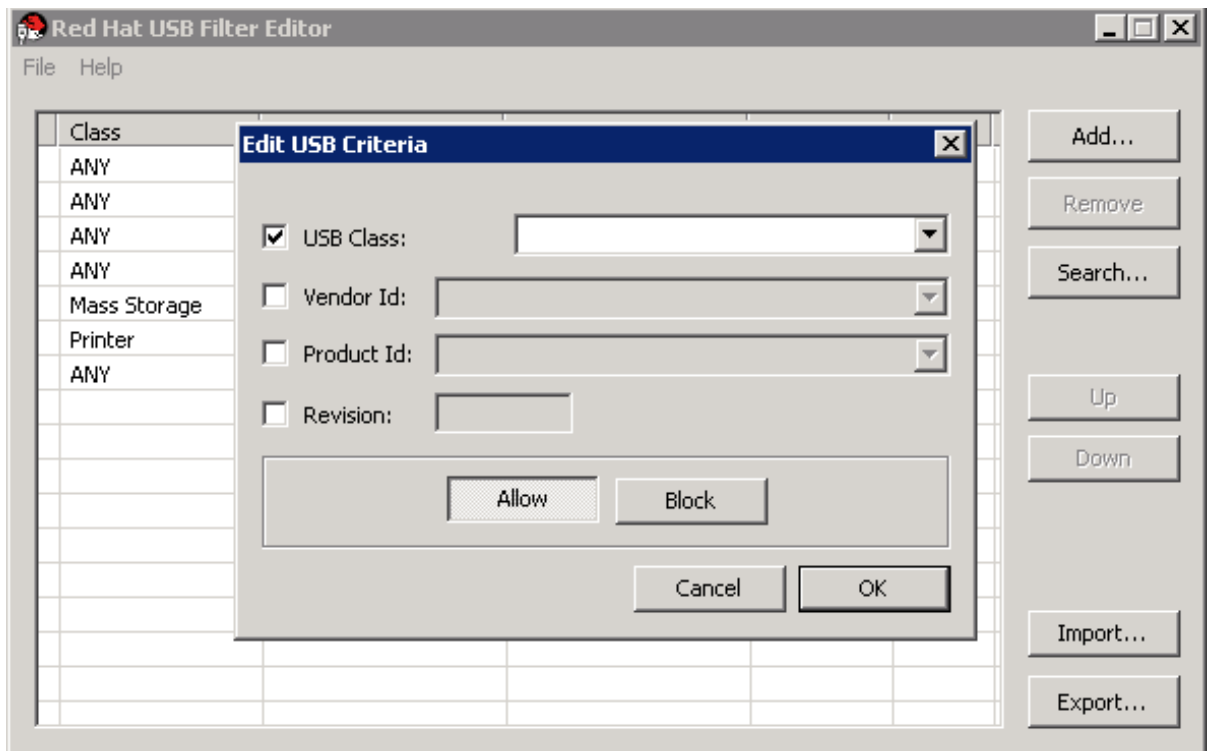 Red Hat USB Filter Editor
File Help
Class
Edit USB Criteria
Add...
ANY
ANY
Remove
ANY
USB Class:
ANY
Search...
Mass Storage
Vendor Id:
Printer
Product Id:
ANY
Up
Revision:
Down
Allow Block
Cancel OK
Import...
Export...